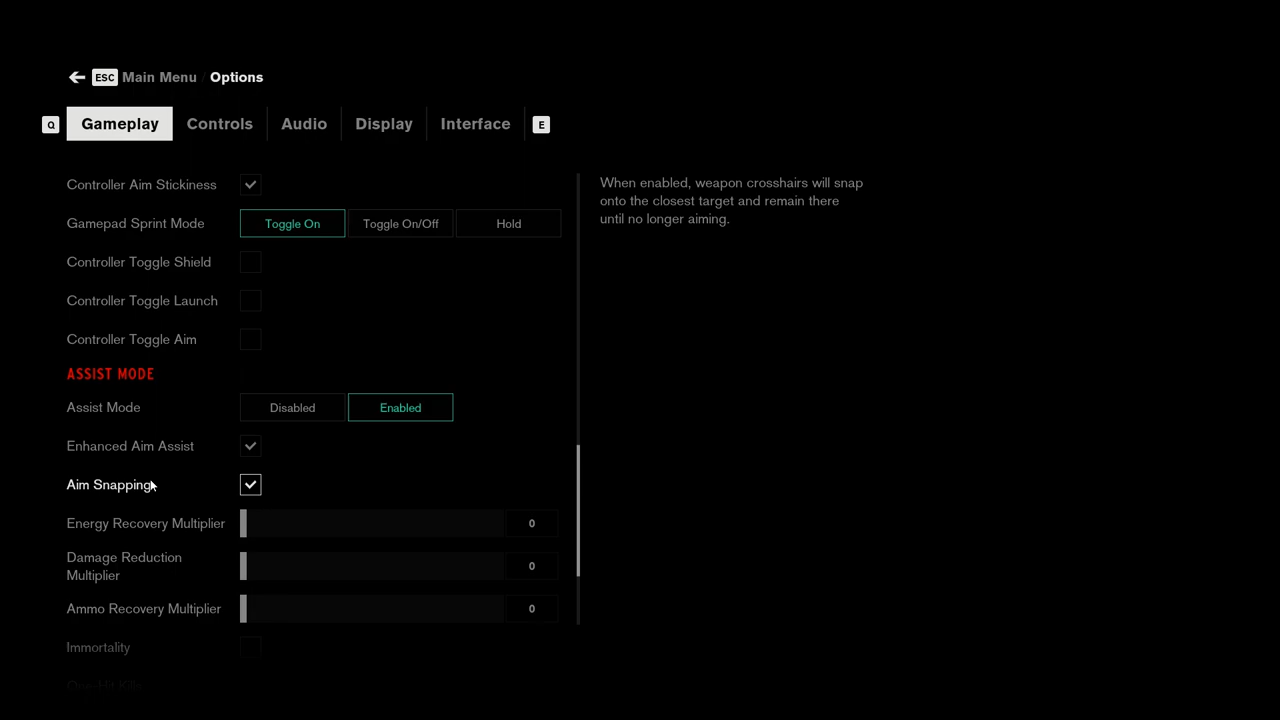 ESC Main Menu / Options
Q Gameplay Controls Audio Display Interface E
Controller Aim Stickiness
Gamepad Sprint Mode Toggle On Toggle On/Off Hold
Controller Toggle Shield
Controller Toggle Launch
Controller Toggle Aim
ASSIST MODE
Assist Mode Disabled Enabled
Enhanced Aim Assist
Aim Snapping
Energy Recovery Multiplier 0
Damage Reduction
Multiplier 0
Ammo Recovery Multiplier 0
Immortality
One-Hit Kills
When enabled, weapon crosshairs will snap
onto the closest target and remain there
until no longer aiming.